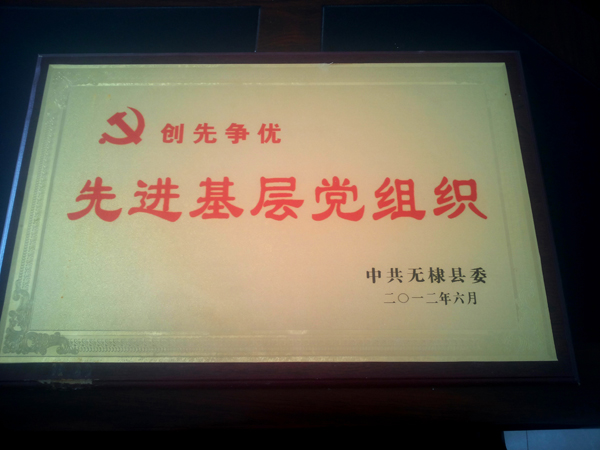 创先争优
先进基层党组织
中共无棣县委
二〇一二年六月